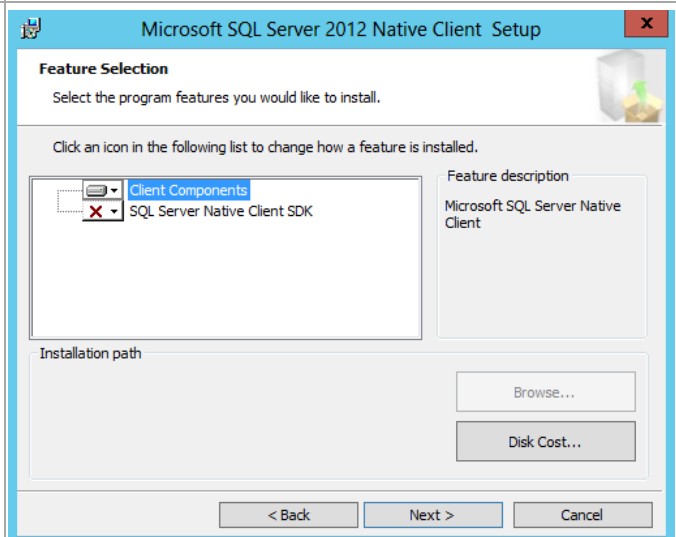 Microsoft SQL Server 2012 Native Client Setup
x
Feature Selection
Select the program features you would like to install.
Click an icon in the following list to change how a feature is installed.
Client Components
SQL Server Native Client SDK
Feature description
Microsoft SQL Server Native
Client
Installation path
Browse...
Disk Cost...
< Back
Next >
Cancel